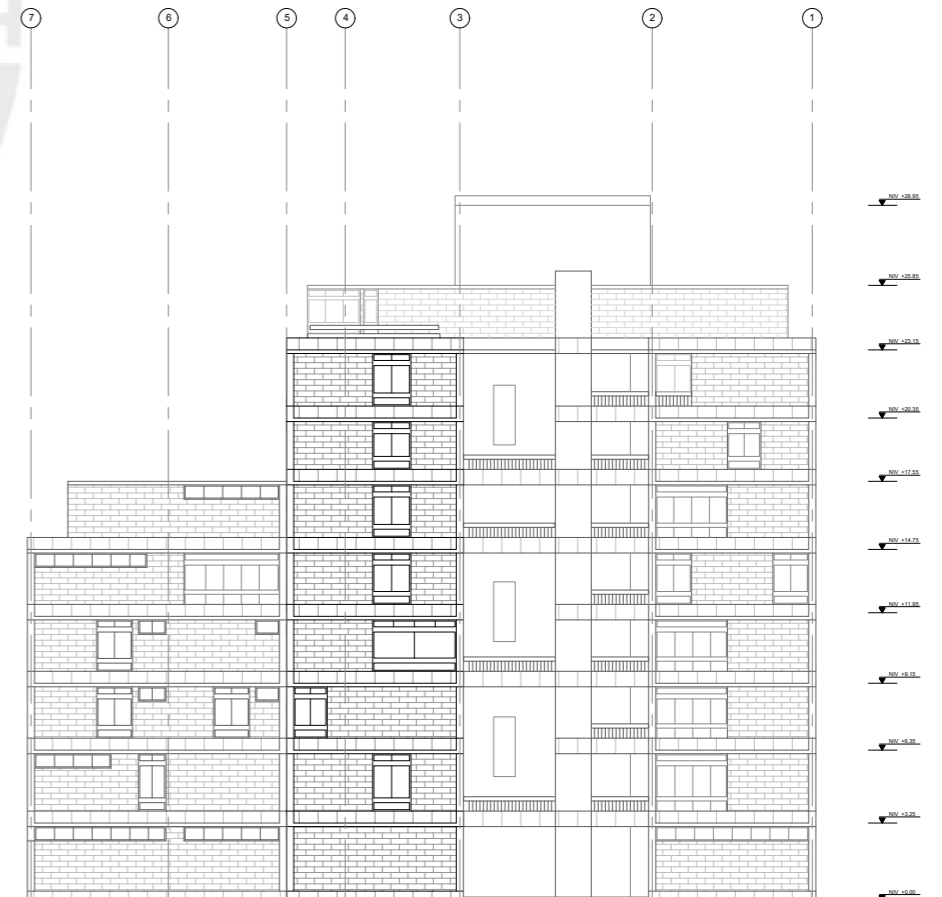 7 6 5 4 3 2 1
NIV +28.95
NIV +25.85
NIV +23.15
NIV +20.35
NIV +17.55
NIV +14.75
NIV +11.95
NIV +9.15
NIV +6.35
NIV +3.25
NIV +0.00